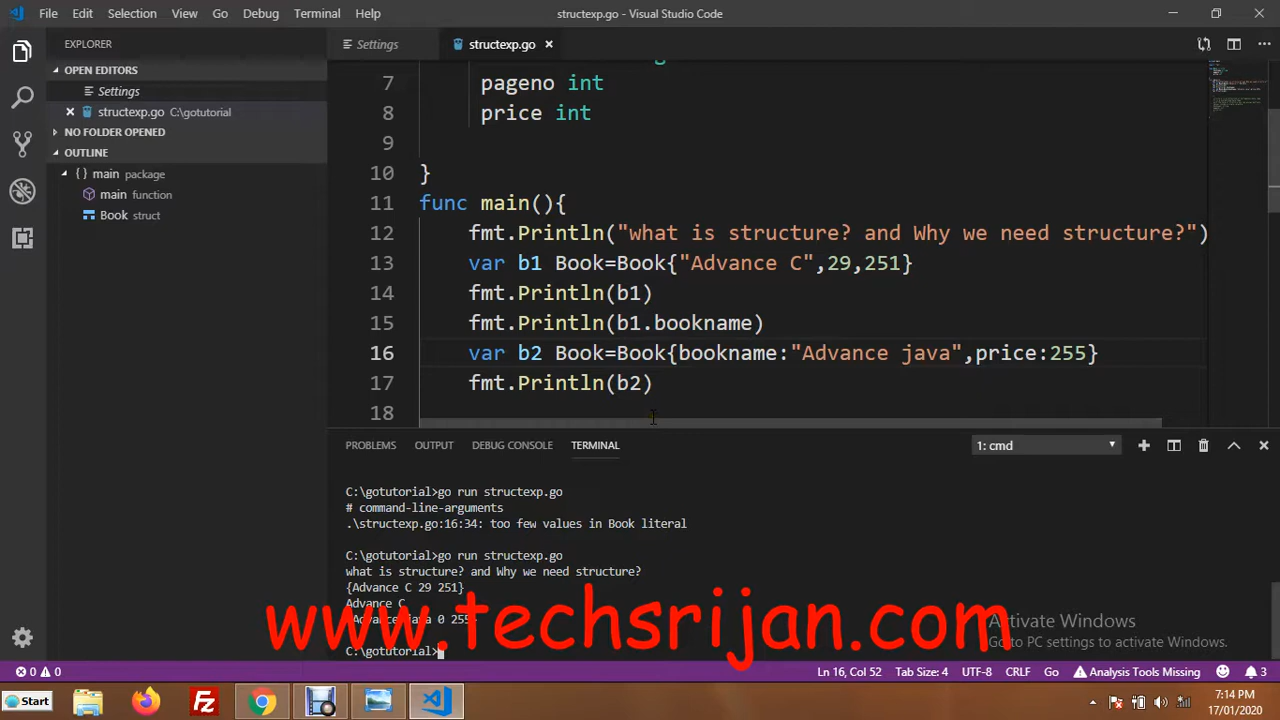 File Edit Selection View Go Debug Terminal Help
structexp.go - Visual Studio Code
EXPLORER
OPEN EDITORS
Settings
structexp.go C:\gotutorial
NO FOLDER OPENED
OUTLINE
{ } main package
main function
Book struct
Settings
structexp.go
7 pageno int
8 price int
9
10 }
11 func main(){
12 fmt.Println("what is structure? and Why we need structure?")
13 var b1 Book=Book{"Advance C",29,251}
14 fmt.Println(b1)
15 fmt.Println(b1.bookname)
16 var b2 Book=Book{bookname:"Advance java",price:255}
17 fmt.Println(b2)
18
PROBLEMS OUTPUT DEBUG CONSOLE TERMINAL
1: cmd
C:\gotutorial>go run structexp.go
# command-line-arguments
.\structexp.go:16:34: too few values in Book literal
C:\gotutorial>go run structexp.go
what is structure? and Why we need structure?
{Advance C 29 251}
Advance C
{Advance java 0 255}
C:\gotutorial>
www.techsrijan.com
Activate Windows
Go to PC settings to activate Windows.
0 0
Ln 16, Col 52 Tab Size: 4 UTF-8 CRLF Go Analysis Tools Missing 3
Start
7:14 PM
17/01/2020